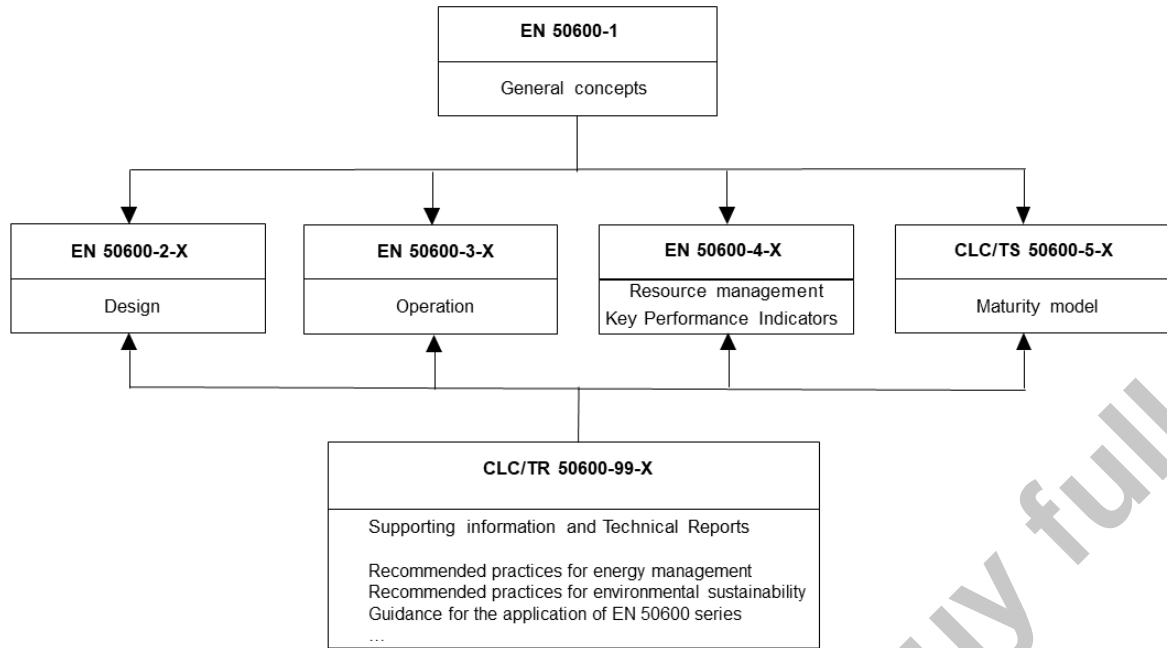 EN 50600-1
General concepts
EN 50600-2-X
Design
EN 50600-3-X
Operation
EN 50600-4-X
Resource management
Key Performance Indicators
CLC/TS 50600-5-X
Maturity model
CLC/TR 50600-99-X
Supporting information and Technical Reports
Recommended practices for energy management
Recommended practices for environmental sustainability
Guidance for the application of EN 50600 series
...
full